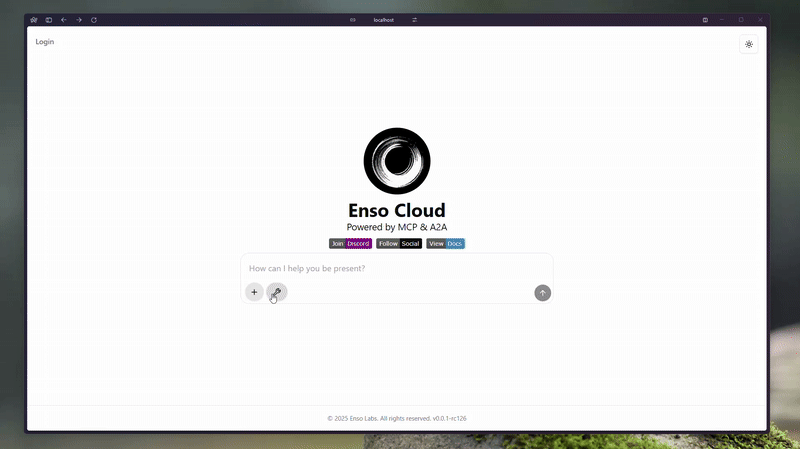 localhost
Login
Enso Cloud
Powered by MCP & A2A
Join Discord Follow Social View Docs
How can I help you be present?
© 2025 Enso Labs. All rights reserved. v0.0.1-rc126